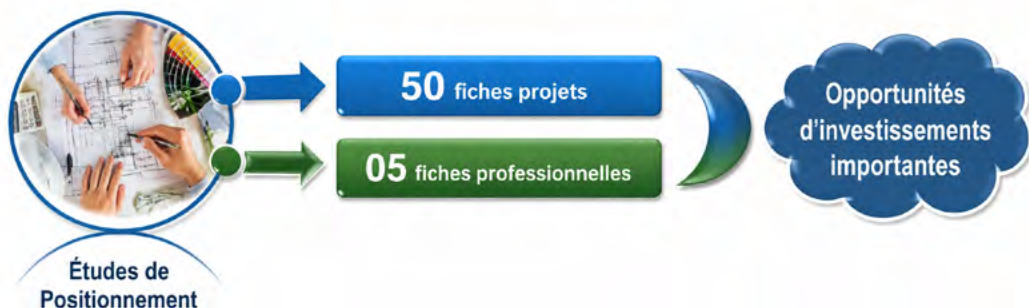 50 fiches projets
05 fiches professionnelles
Opportunités
d'investissements
importantes
Études de
Positionnement